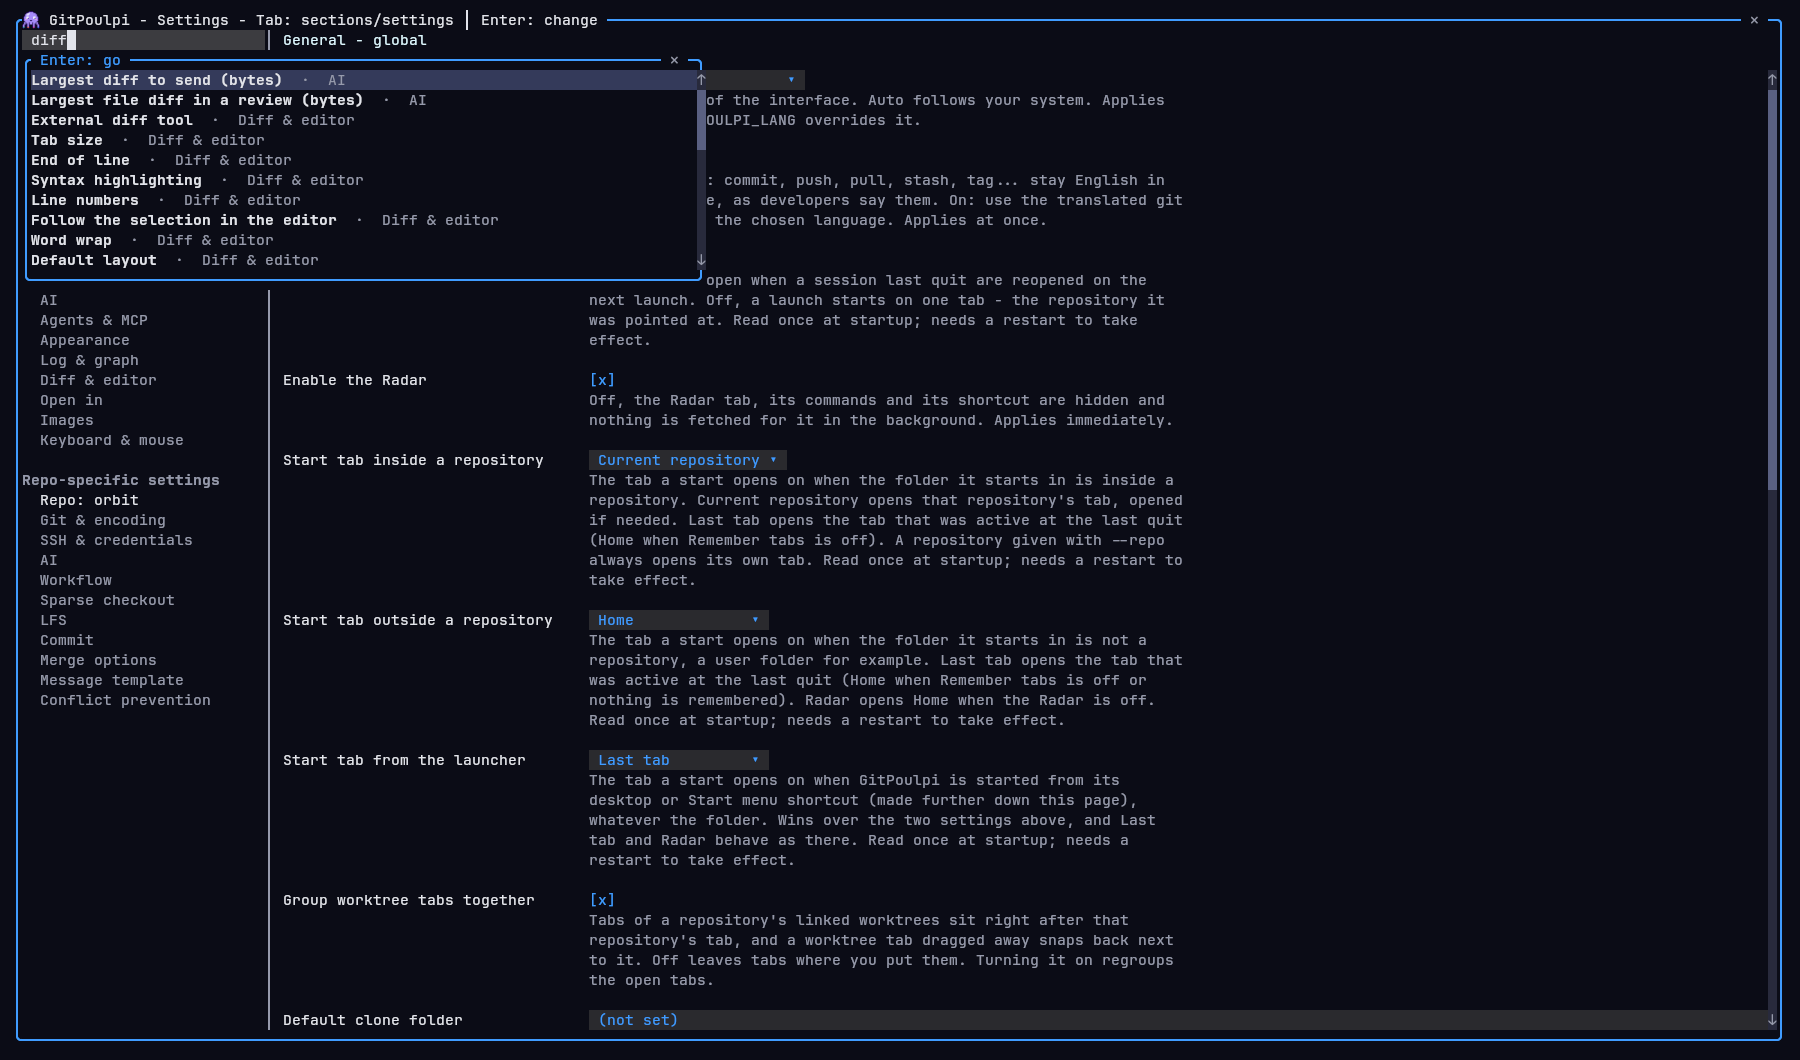 GitPoulpi - Settings - Tab: sections/settings │ Enter: change ×
diff
General - global
Enter: go ×
Largest diff to send (bytes) · AI
Largest file diff in a review (bytes) · AI
External diff tool · Diff & editor
Tab size · Diff & editor
End of line · Diff & editor
Syntax highlighting · Diff & editor
Line numbers · Diff & editor
Follow the selection in the editor · Diff & editor
Word wrap · Diff & editor
Default layout · Diff & editor
of the interface. Auto follows your system. Applies
OULPI_LANG overrides it.
: commit, push, pull, stash, tag... stay English in
e, as developers say them. On: use the translated git
the chosen language. Applies at once.
open when a session last quit are reopened on the
next launch. Off, a launch starts on one tab - the repository it
was pointed at. Read once at startup; needs a restart to take
effect.
AI
Agents & MCP
Appearance
Log & graph
Diff & editor
Open in
Images
Keyboard & mouse
Repo-specific settings
Repo: orbit
Git & encoding
SSH & credentials
AI
Workflow
Sparse checkout
LFS
Commit
Merge options
Message template
Conflict prevention
Enable the Radar [x]
Off, the Radar tab, its commands and its shortcut are hidden and
nothing is fetched for it in the background. Applies immediately.
Start tab inside a repository Current repository ▾
The tab a start opens on when the folder it starts in is inside a
repository. Current repository opens that repository's tab, opened
if needed. Last tab opens the tab that was active at the last quit
(Home when Remember tabs is off). A repository given with --repo
always opens its own tab. Read once at startup; needs a restart to
take effect.
Start tab outside a repository Home ▾
The tab a start opens on when the folder it starts in is not a
repository, a user folder for example. Last tab opens the tab that
was active at the last quit (Home when Remember tabs is off or
nothing is remembered). Radar opens Home when the Radar is off.
Read once at startup; needs a restart to take effect.
Start tab from the launcher Last tab ▾
The tab a start opens on when GitPoulpi is started from its
desktop or Start menu shortcut (made further down this page),
whatever the folder. Wins over the two settings above, and Last
tab and Radar behave as there. Read once at startup; needs a
restart to take effect.
Group worktree tabs together [x]
Tabs of a repository's linked worktrees sit right after that
repository's tab, and a worktree tab dragged away snaps back next
to it. Off leaves tabs where you put them. Turning it on regroups
the open tabs.
Default clone folder (not set)